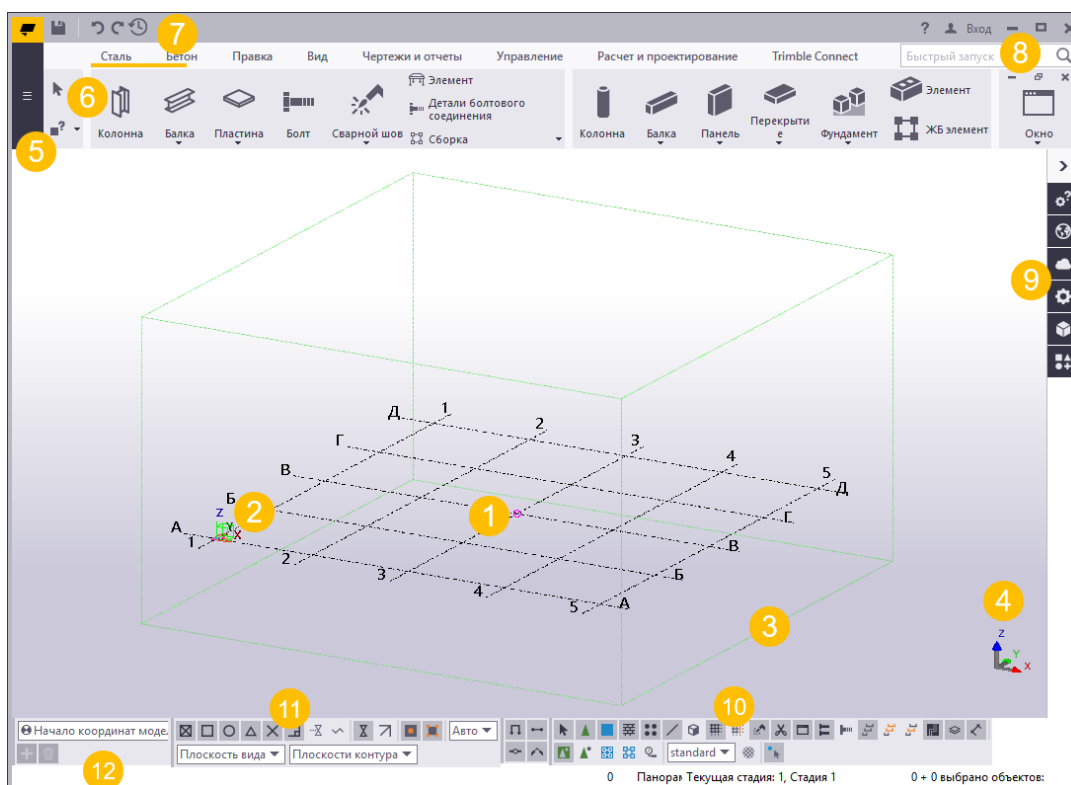 7
? Вход
8
Сталь Бетон Правка Вид Чертежи и отчеты Управление Расчет и проектирование Trimble Connect Быстрый запуск
6
5
Колонна Балка Пластина Болт Сварной шов
Элемент
Детали болтового
соединения
Сборка
Колонна Балка Панель
Перекрыти
е
Фундамент
Элемент
ЖБ элемент
Окно
9
Д 1 2 3 4 5 Д
Г Г
В 1 В
Б 2 Б
Z Y X
А 1 2 3 4 5 А
3
4
Z Y X
11
10
Начало координат моде.
Авто
Плоскость вида Плоскости контура
standard
12
0 Панорам Текущая стадия: 1, Стадия 1 0 + 0 выбрано объектов: